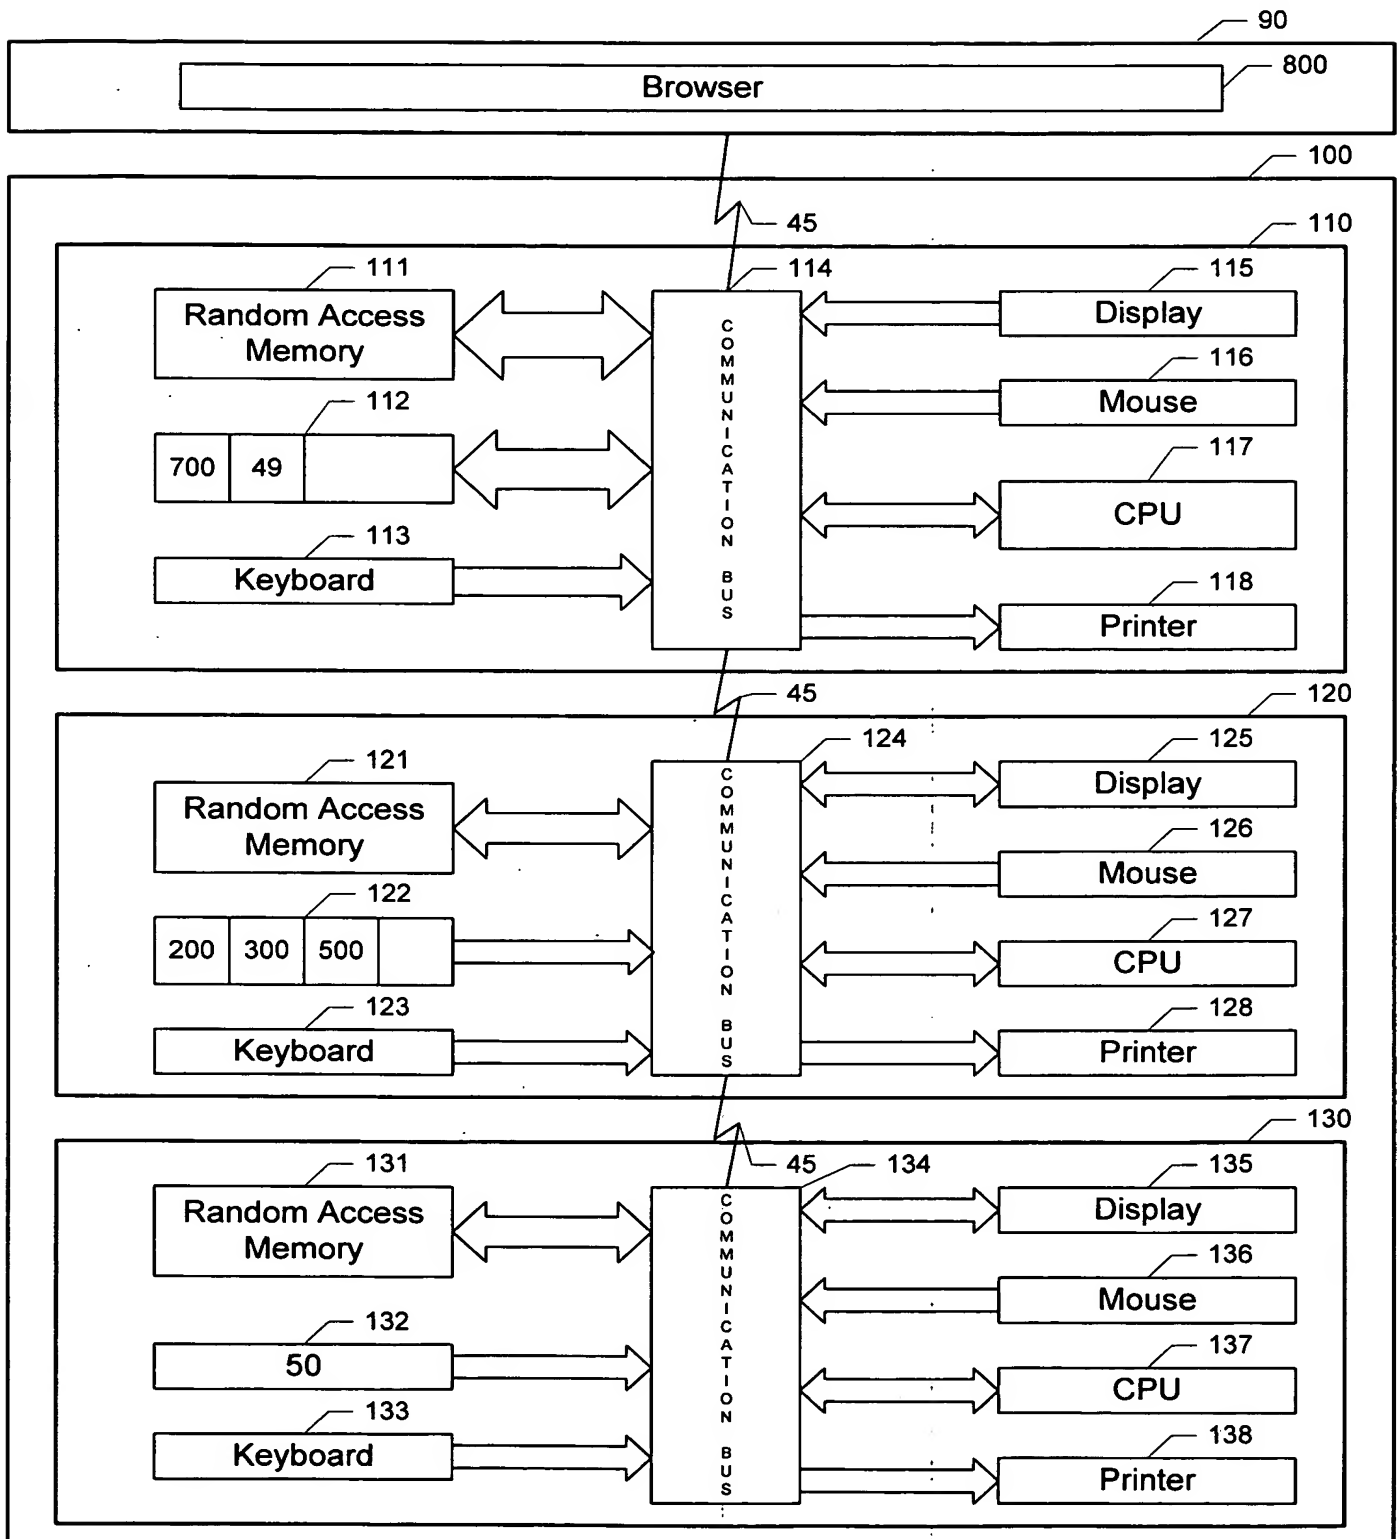 90
Browser
800
100
45
110
111
114
115
Random Access
Memory
Display
116
Mouse
112
700 49
117
CPU
113
Keyboard
118
Printer
COMMUNICATION BUS
45
120
121
124
125
Random Access
Memory
Display
126
Mouse
122
200 300 500
127
CPU
123
Keyboard
128
Printer
COMMUNICATION BUS
130
45
131
134
135
Random Access
Memory
Display
136
Mouse
132
50
137
CPU
133
Keyboard
138
Printer
COMMUNICATION BUS